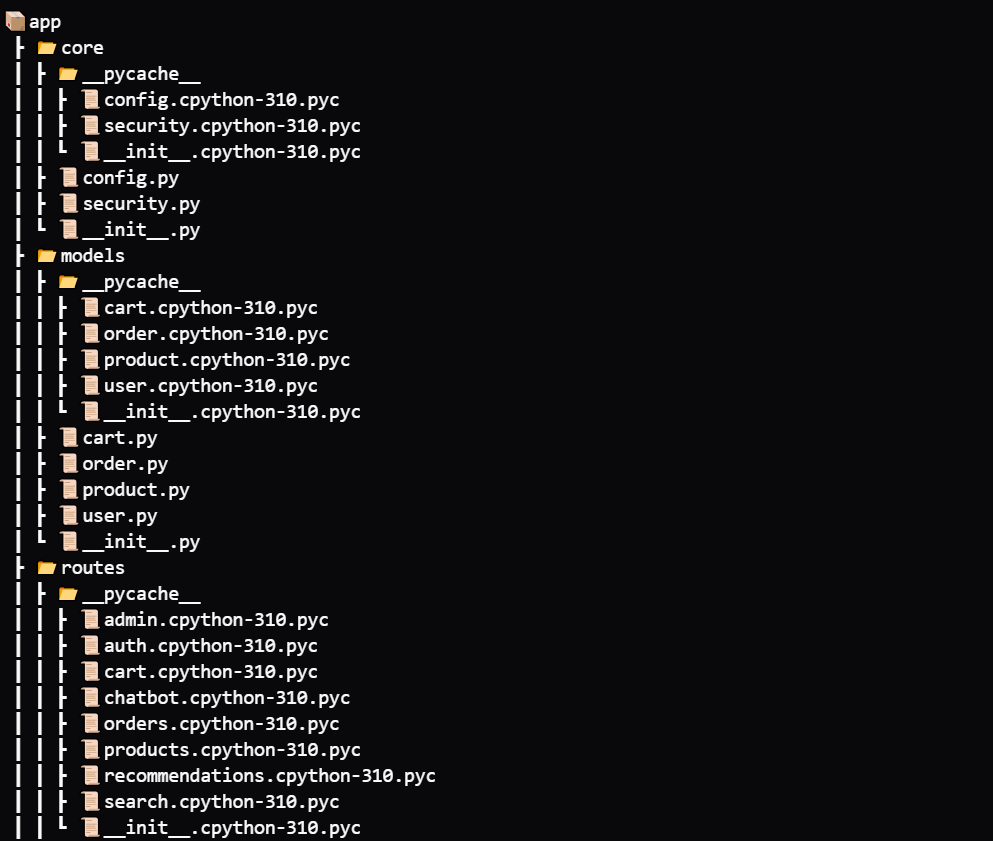 📦app
┣ 📂core
┃ ┣ 📂__pycache__
┃ ┃ ┣ 📜config.cpython-310.pyc
┃ ┃ ┣ 📜security.cpython-310.pyc
┃ ┃ ┗ 📜__init__.cpython-310.pyc
┃ ┣ 📜config.py
┃ ┣ 📜security.py
┃ ┗ 📜__init__.py
┣ 📂models
┃ ┣ 📂__pycache__
┃ ┃ ┣ 📜cart.cpython-310.pyc
┃ ┃ ┣ 📜order.cpython-310.pyc
┃ ┃ ┣ 📜product.cpython-310.pyc
┃ ┃ ┣ 📜user.cpython-310.pyc
┃ ┃ ┗ 📜__init__.cpython-310.pyc
┃ ┣ 📜cart.py
┃ ┣ 📜order.py
┃ ┣ 📜product.py
┃ ┣ 📜user.py
┃ ┗ 📜__init__.py
┣ 📂routes
┃ ┣ 📂__pycache__
┃ ┃ ┣ 📜admin.cpython-310.pyc
┃ ┃ ┣ 📜auth.cpython-310.pyc
┃ ┃ ┣ 📜cart.cpython-310.pyc
┃ ┃ ┣ 📜chatbot.cpython-310.pyc
┃ ┃ ┣ 📜orders.cpython-310.pyc
┃ ┃ ┣ 📜products.cpython-310.pyc
┃ ┃ ┣ 📜recommendations.cpython-310.pyc
┃ ┃ ┣ 📜search.cpython-310.pyc
┃ ┃ ┗ 📜__init__.cpython-310.pyc